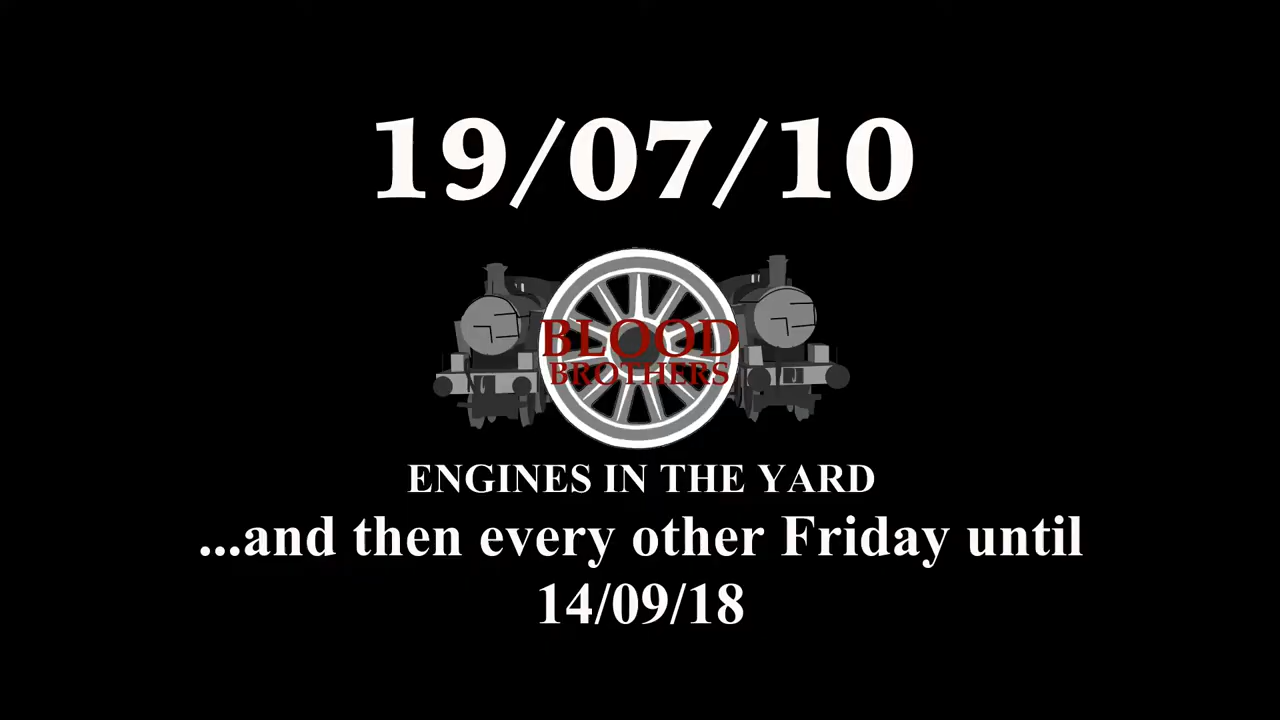 19/07/10
BLOOD
BROTHERS
ENGINES IN THE YARD
...and then every other Friday until
14/09/18